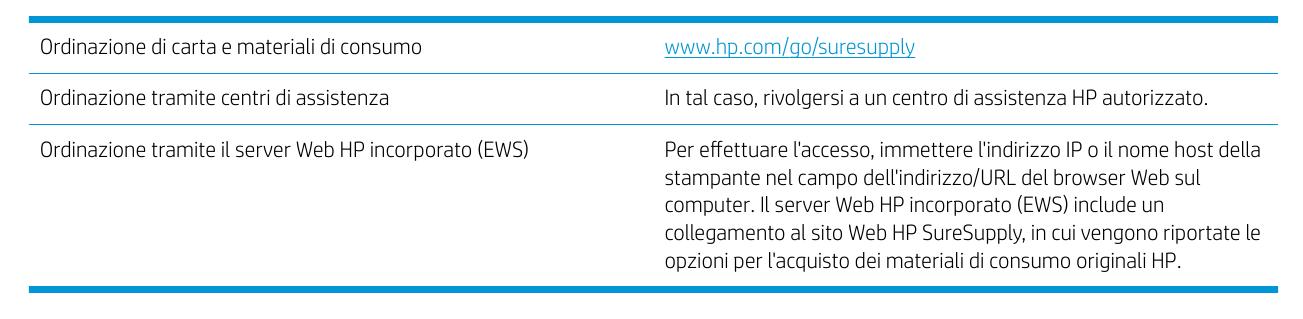 Ordinazione di carta e materiali di consumo
www.hp.com/go/suresupply
Ordinazione tramite centri di assistenza
In tal caso, rivolgersi a un centro di assistenza HP autorizzato.
Ordinazione tramite il server Web HP incorporato (EWS)
Per effettuare l'accesso, immettere l'indirizzo IP o il nome host della
stampante nel campo dell'indirizzo/URL del browser Web sul
computer. Il server Web HP incorporato (EWS) include un
collegamento al sito Web HP SureSupply, in cui vengono riportate le
opzioni per l'acquisto dei materiali di consumo originali HP.